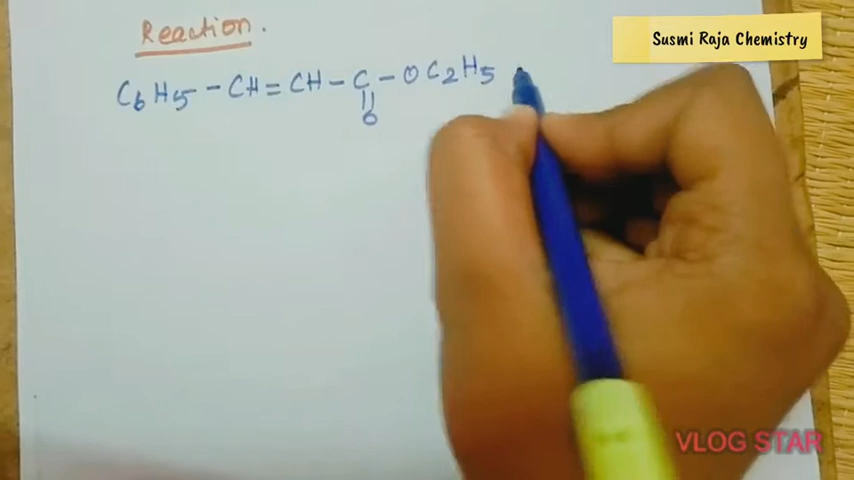 Reaction.
Susmi Raja Chemistry
C6H5 - CH = CH - C - OC2H5
||
O
VLOG STAR